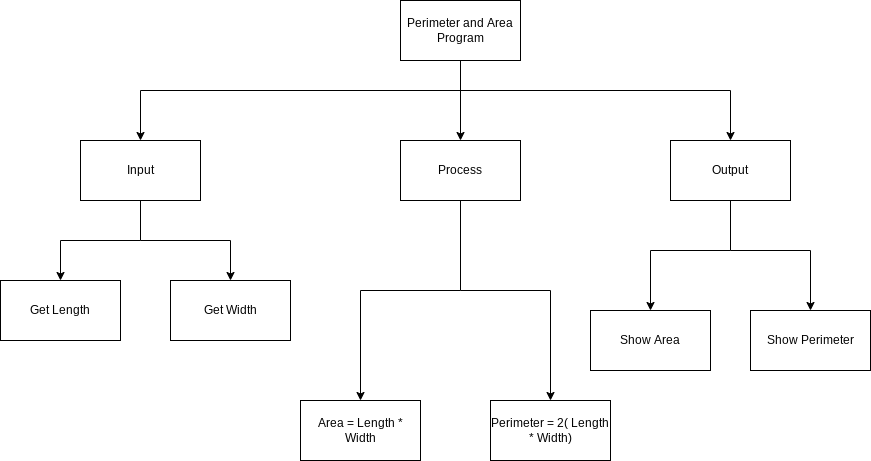 Perimeter and Area
Program
Input
Process
Output
Get Length
Get Width
Show Area
Show Perimeter
Area = Length *
Width
Perimeter = 2( Length
* Width)